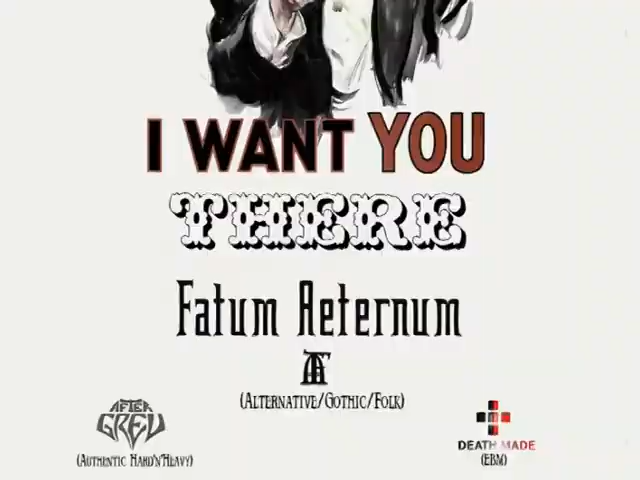 I WANT YOU
THERE
Fatum Aeternum
(Alternative/Gothic/Folk)
AFTER
GREY
(Authentic Hard'n'Heavy)
DEATH MADE
(EBM)